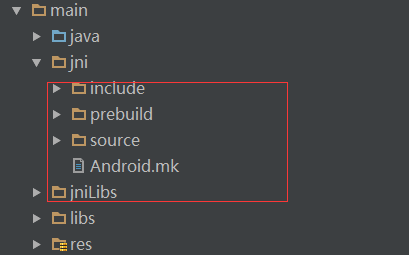 main
java
jni
include
prebuild
source
Android.mk
jniLibs
libs
res